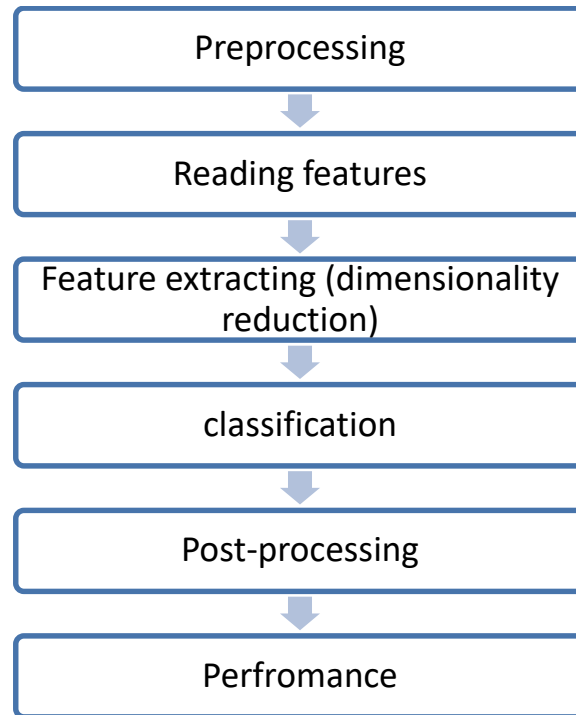 Preprocessing
Reading features
Feature extracting (dimensionality
reduction)
classification
Post-processing
Perfromance